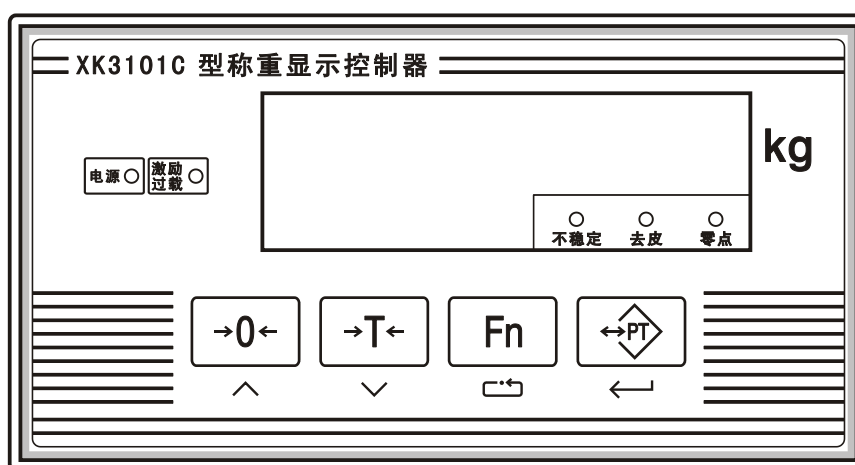 XK3101C 型称重显示控制器
kg
电源
激励
过载
不稳定 去皮 零点
→0← →T← Fn ↔PT